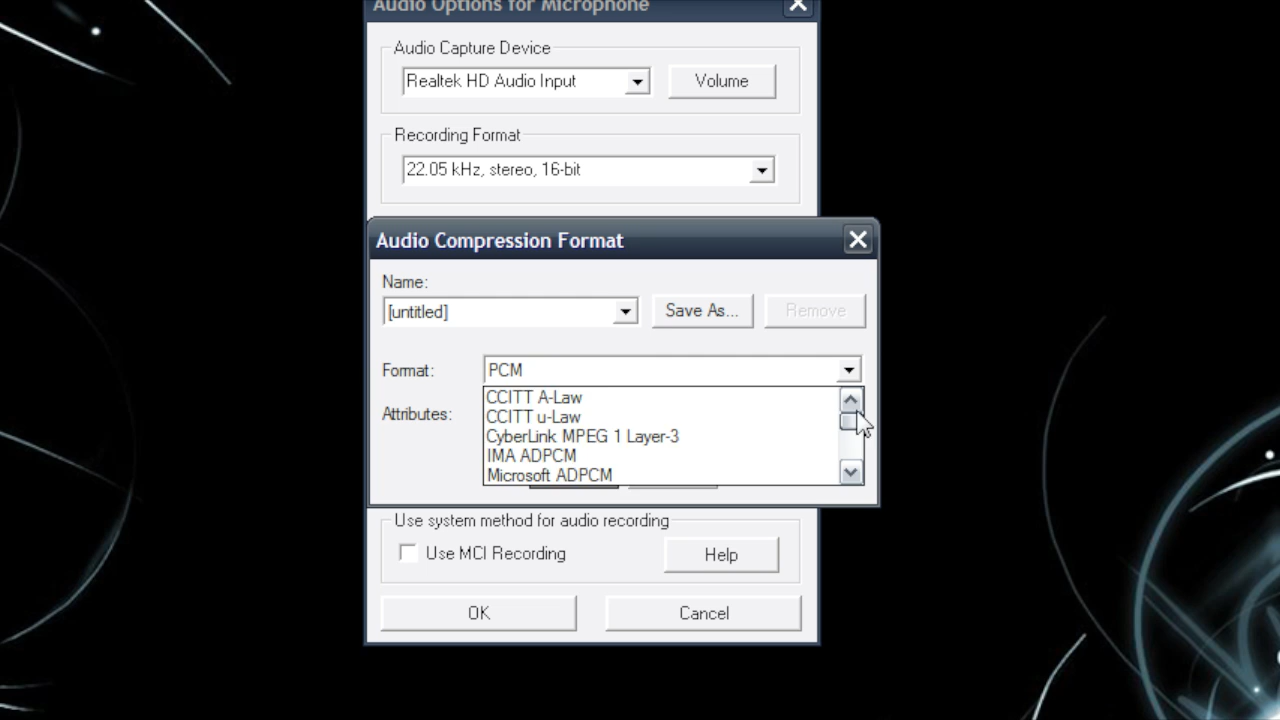 Audio Options for Microphone
Audio Capture Device
Realtek HD Audio Input
Volume
Recording Format
22.05 kHz, stereo, 16-bit
Audio Compression Format
Name:
[untitled]
Save As...
Remove
Format:
PCM
CCITT A-Law
Attributes:
CCITT u-Law
CyberLink MPEG 1 Layer-3
IMA ADPCM
Microsoft ADPCM
Use system method for audio recording
Use MCI Recording
Help
OK
Cancel